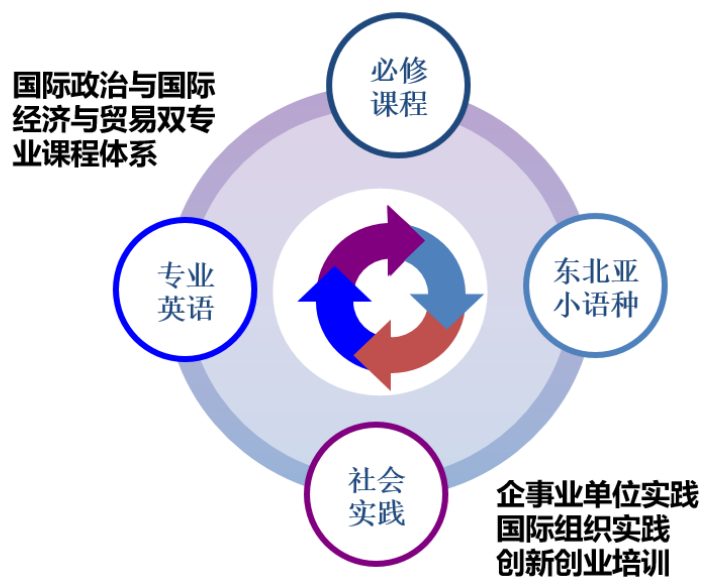 必修
课程
国际政治与国际
经济与贸易双专
业课程体系
专业
英语
东北亚
小语种
社会
实践
企事业单位实践
国际组织实践
创新创业培训